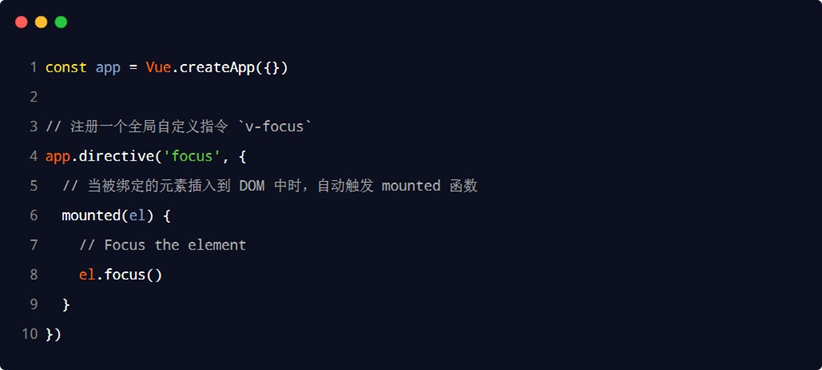 1 const app = Vue.createApp({})
2
3 // 注册一个全局自定义指令 `v-focus`
4 app.directive('focus', {
5   // 当被绑定的元素插入到 DOM 中时，自动触发 mounted 函数
6   mounted(el) {
7     // Focus the element
8     el.focus()
9   }
10 })